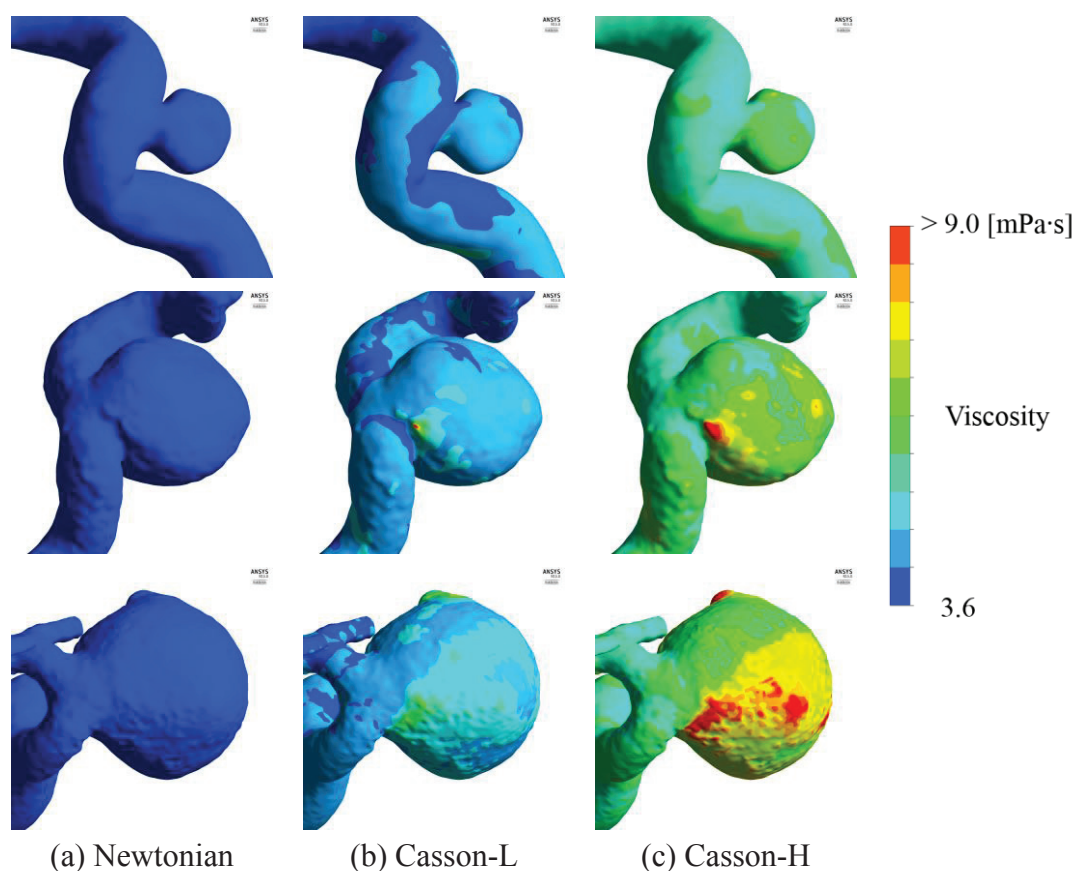 ANSYS
ANSYS
ANSYS
> 9.0 [mPa·s]
ANSYS
ANSYS
ANSYS
Viscosity
3.6
ANSYS
ANSYS
ANSYS
(a) Newtonian
(b) Casson-L
(c) Casson-H